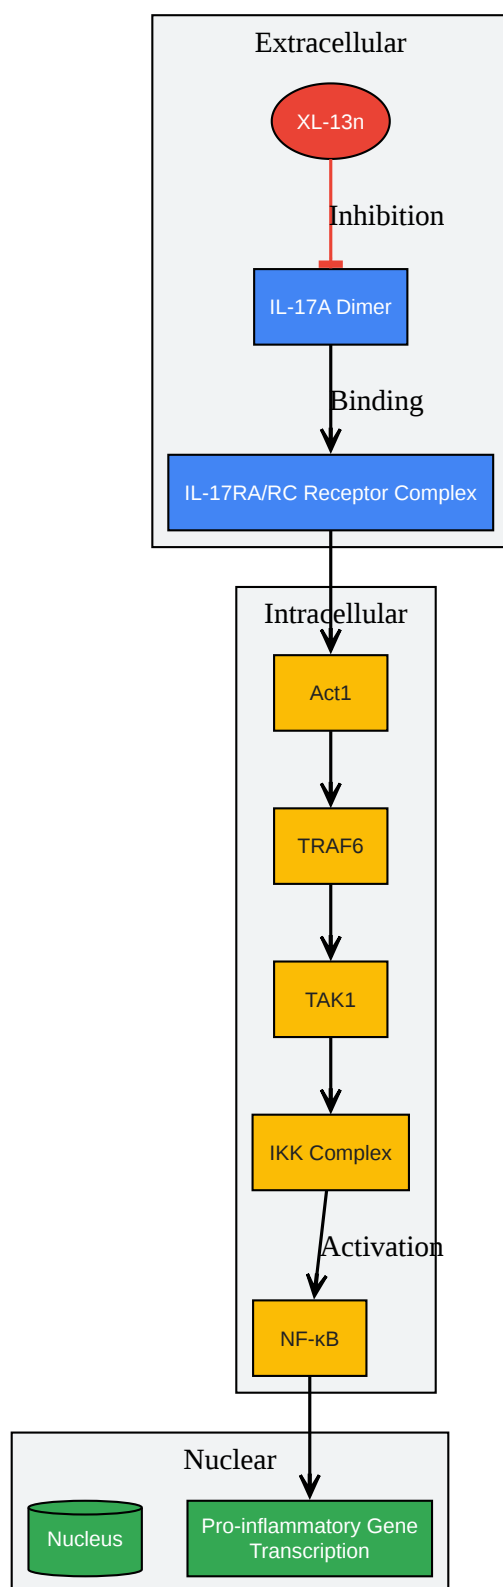 Extracellular
XL-13n
Inhibition
IL-17A Dimer
Binding
IL-17RA/RC Receptor Complex
Intracellular
Act1
TRAF6
TAK1
IKK Complex
Activation
NF-κB
Nuclear
Nucleus
Pro-inflammatory Gene
Transcription